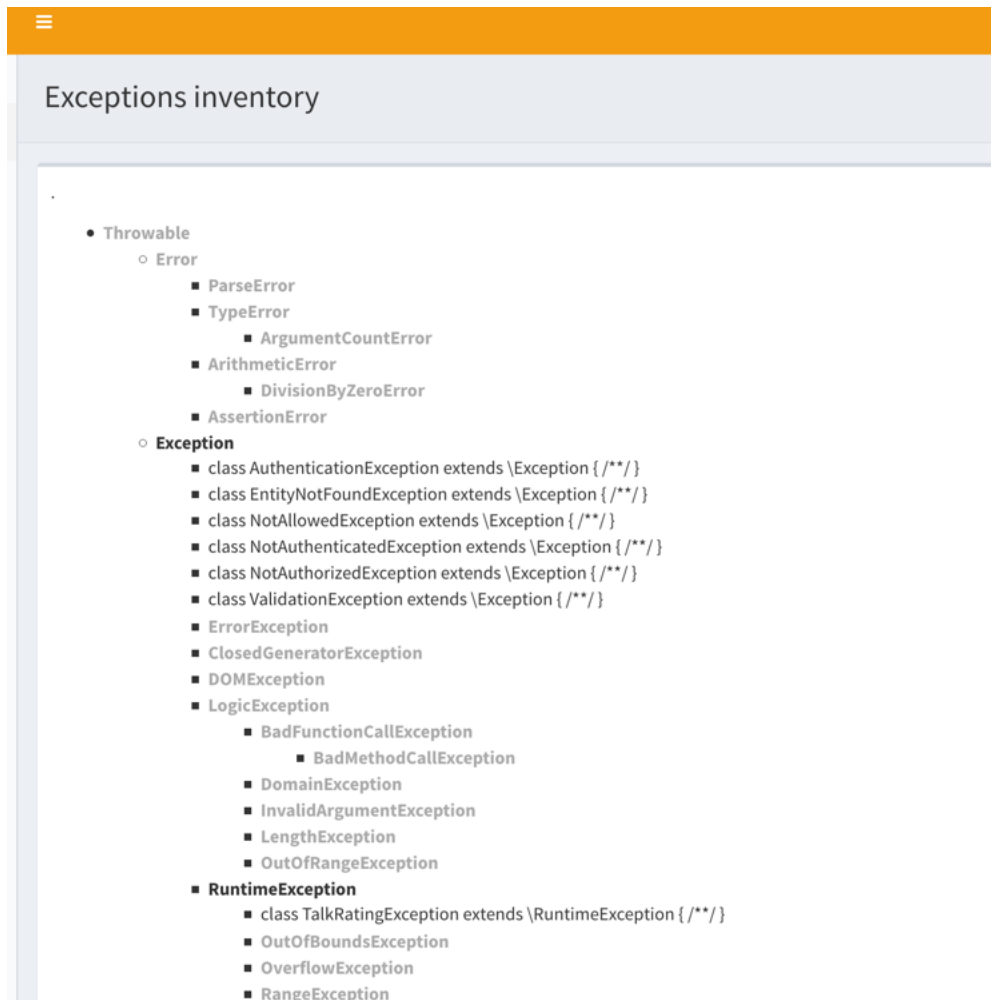 Exceptions inventory
.
Throwable
Error
ParseError
TypeError
ArgumentCountError
ArithmeticError
DivisionByZeroError
AssertionError
Exception
class AuthenticationException extends \Exception { /**/ }
class EntityNotFoundException extends \Exception { /**/ }
class NotAllowedException extends \Exception { /**/ }
class NotAuthenticatedException extends \Exception { /**/ }
class NotAuthorizedException extends \Exception { /**/ }
class ValidationException extends \Exception { /**/ }
ErrorException
ClosedGeneratorException
DOMException
LogicException
BadFunctionCallException
BadMethodCallException
DomainException
InvalidArgumentException
LengthException
OutOfRangeException
RuntimeException
class TalkRatingException extends \RuntimeException { /**/ }
OutOfBoundsException
OverflowException
RangeException